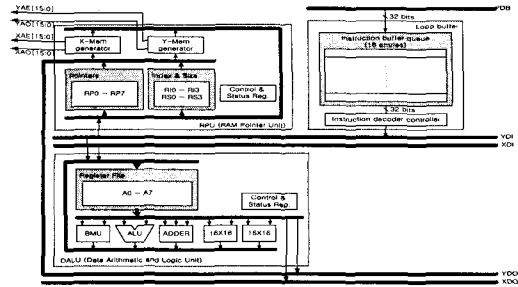 YAE[15:0]
YAO[15:0]
XAE[15:0]
XAO[15:0]
X-Mem generator
Y-Mem generator
Pointers
RP0 - RP7
Index & Size
RI0 - RI3
RS0 - RS3
Control & Status Reg.
RPU (RAM Pointer Unit)
PDB
32 bits
Loop buffer
Instruction buffer queue
(16 entries)
32 bits
Instruction decoder controller
YDI
XDI
Register File
A0 - A7
Control & Status Reg.
BMU
ALU
ADDER
16X16
16X16
DALU (Data Arithmetic and Logic Unit)
YDO
XDO